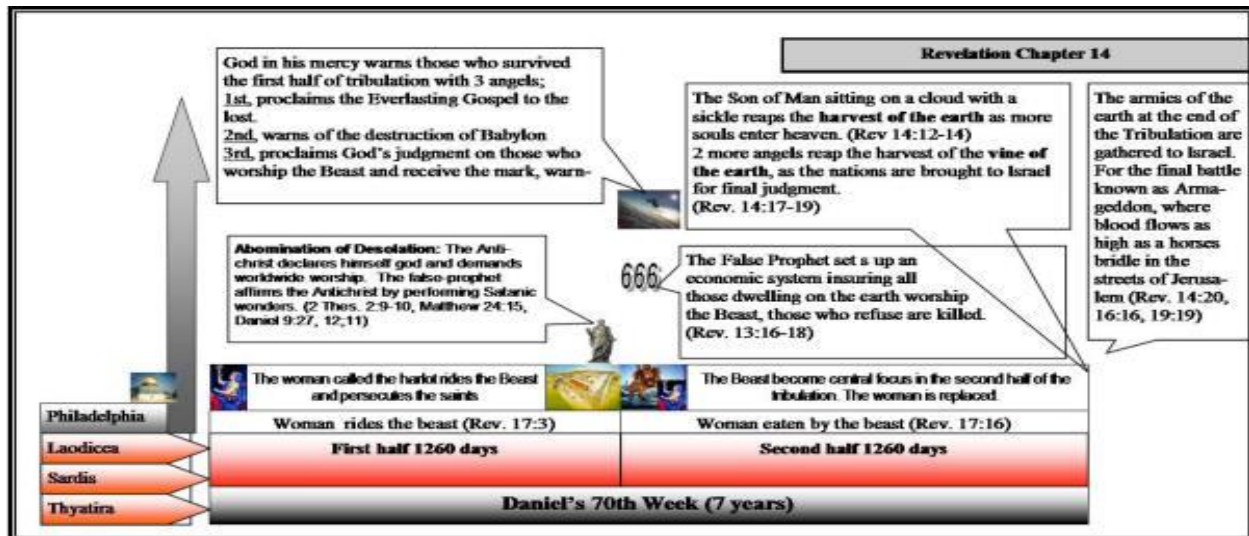 Revelation Chapter 14
God in his mercy warns those who survived
the first half of tribulation with 3 angels;
1st, proclaims the Everlasting Gospel to the
lost.
2nd, warns of the destruction of Babylon
3rd, proclaims God's judgment on those who
worship the Beast and receive the mark, warn-
The Son of Man sitting on a cloud with a
sickle reaps the harvest of the earth as more
souls enter heaven. (Rev 14:12-14)
2 more angels reap the harvest of the vine of
the earth, as the nations are brought to Israel
for final judgment.
(Rev. 14:17-19)
The armies of the
earth at the end of
the Tribulation are
gathered to Israel.
For the final battle
known as Arma-
geddon, where
blood flows as
high as a horses
bridle in the
streets of Jerusa-
lem (Rev. 14:20,
16:16, 19:19)
Abomination of Desolation: The Anti-
christ declares himself god and demands
worldwide worship. The false-prophet
affirms the Antichrist by performing Satanic
wonders. (2 Thes. 2:9-10, Matthew 24:15,
Daniel 9:27, 12;11)
666
The False Prophet set s up an
economic system insuring all
those dwelling on the earth worship
the Beast, those who refuse are killed.
(Rev. 13:16-18)
The woman called the harlot rides the Beast
and persecutes the saints
The Beast become central focus in the second half of the
tribulation. The woman is replaced.
Philadelphia
Woman rides the beast (Rev. 17:3)
Woman eaten by the beast (Rev. 17:16)
Laodicea
First half 1260 days
Second half 1260 days
Sardis
Thyatira
Daniel's 70th Week (7 years)